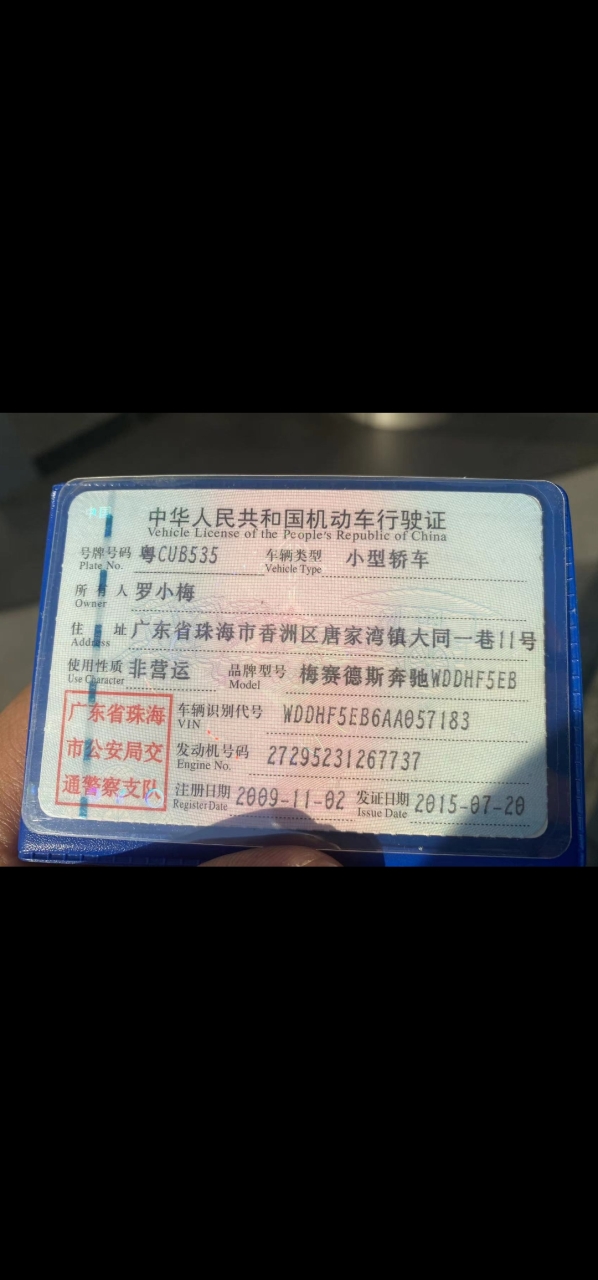 中华人民共和国机动车行驶证
Vehicle License of the People's Republic of China
号牌号码 粤CUB535 车辆类型 小型轿车
Plate No. Vehicle Type
所有人 罗小梅
Owner
住址 广东省珠海市香洲区唐家湾镇大同一巷11号
Address
使用性质 非营运 品牌型号 梅赛德斯奔驰WDDHF5EB
Use Character Model
广东省珠海
市公安局交
通警察支队
车辆识别代号 WDDHF5EB6AA057183
VIN
发动机号码 27295231267737
Engine No.
注册日期 2009-11-02 发证日期 2015-07-20
Register Date Issue Date